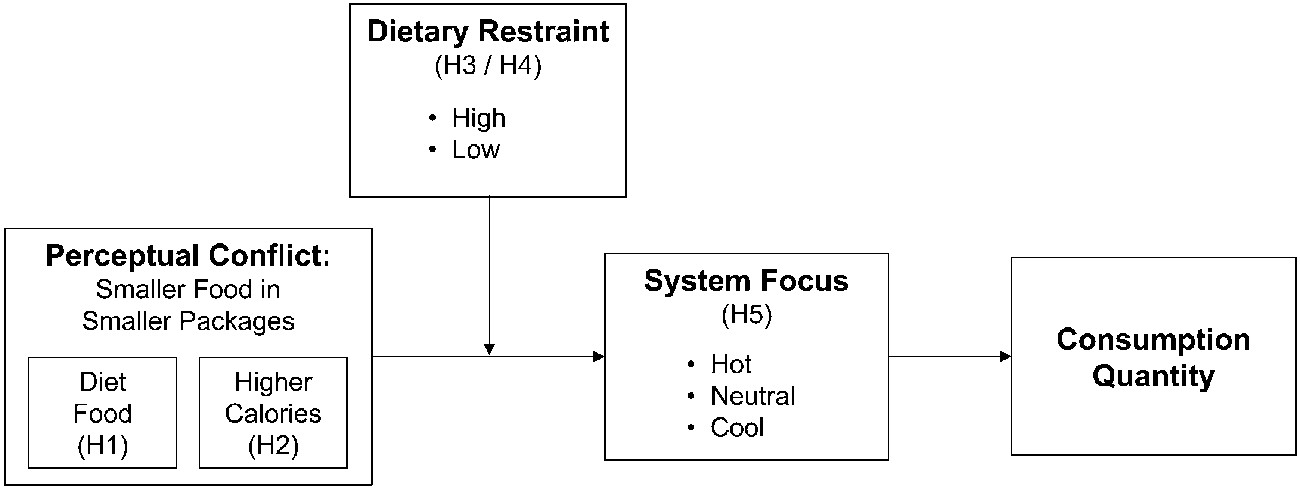 Dietary Restraint
(H3 / H4)
• High
• Low
Perceptual Conflict:
Smaller Food in
Smaller Packages
Diet
Food
(H1)
Higher
Calories
(H2)
System Focus
(H5)
• Hot
• Neutral
• Cool
Consumption
Quantity